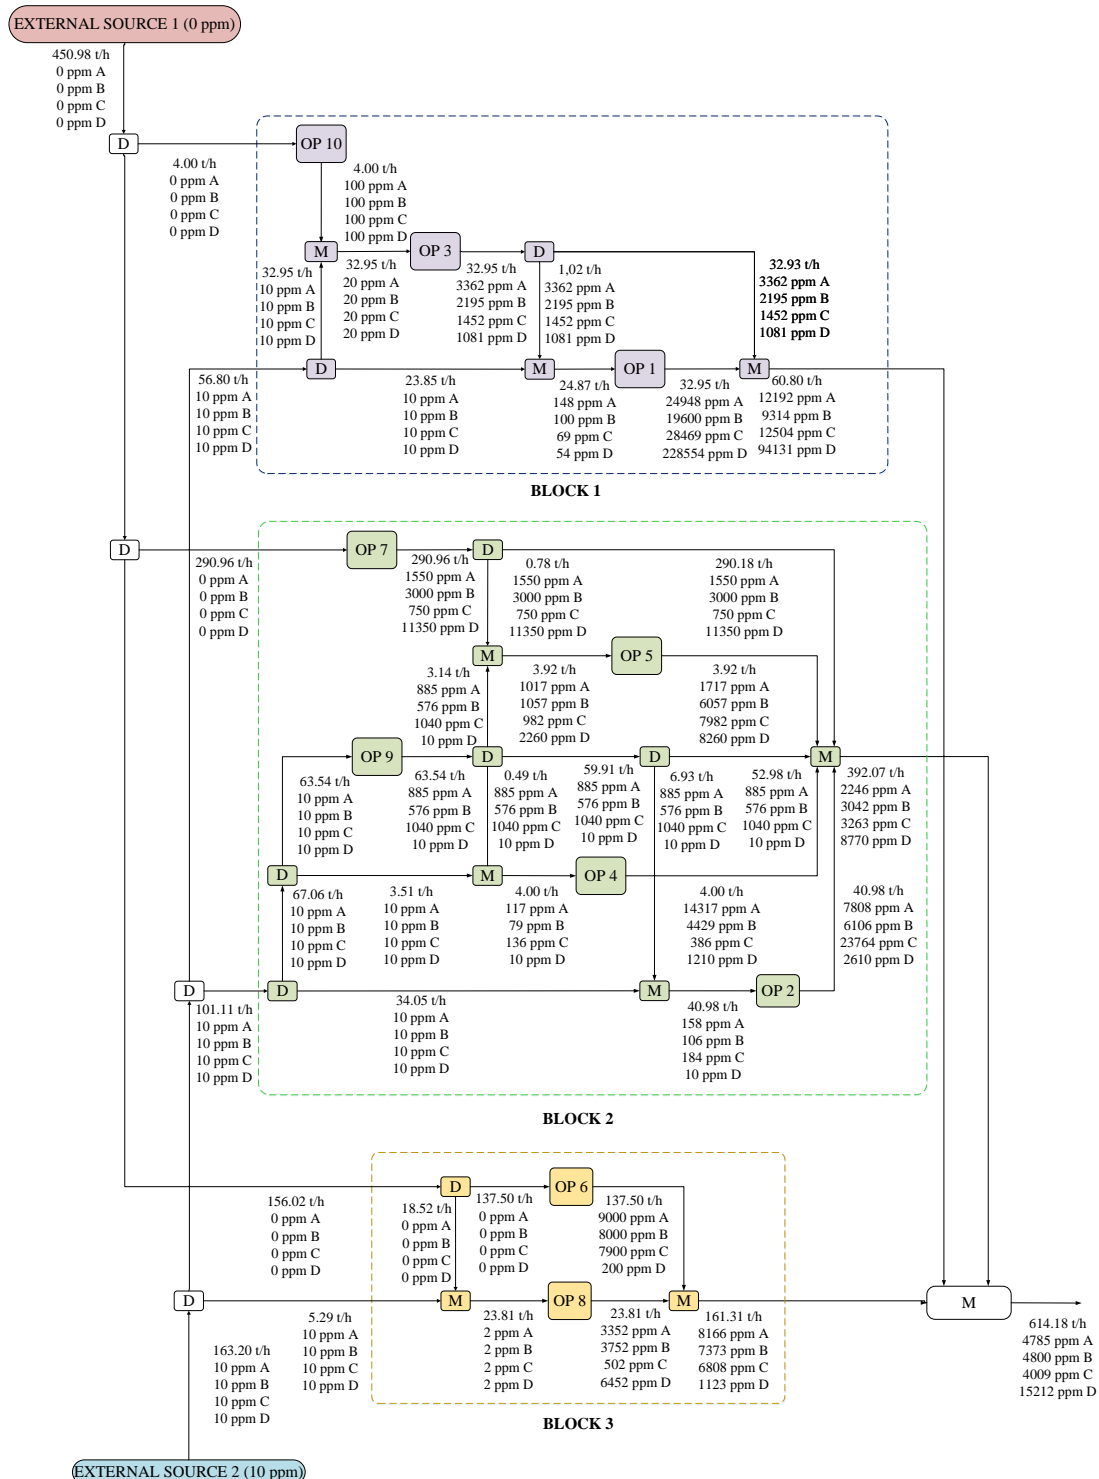 EXTERNAL SOURCE 1 (0 ppm)
450.98 t/h
0 ppm A
0 ppm B
0 ppm C
0 ppm D
D
4.00 t/h
0 ppm A
0 ppm B
0 ppm C
0 ppm D
OP 10
4.00 t/h
100 ppm A
100 ppm B
100 ppm C
100 ppm D
M
OP 3
D
32.95 t/h
10 ppm A
10 ppm B
10 ppm C
10 ppm D
32.95 t/h
20 ppm A
20 ppm B
20 ppm C
20 ppm D
32.95 t/h
3362 ppm A
2195 ppm B
1452 ppm C
1081 ppm D
1,02 t/h
3362 ppm A
2195 ppm B
1452 ppm C
1081 ppm D
32.93 t/h
3362 ppm A
2195 ppm B
1452 ppm C
1081 ppm D
D
M
OP 1
M
56.80 t/h
10 ppm A
10 ppm B
10 ppm C
10 ppm D
23.85 t/h
10 ppm A
10 ppm B
10 ppm C
10 ppm D
24.87 t/h
148 ppm A
100 ppm B
69 ppm C
54 ppm D
32.95 t/h
24948 ppm A
19600 ppm B
28469 ppm C
228554 ppm D
60.80 t/h
12192 ppm A
9314 ppm B
12504 ppm C
94131 ppm D
BLOCK 1
D
290.96 t/h
0 ppm A
0 ppm B
0 ppm C
0 ppm D
OP 7
290.96 t/h
1550 ppm A
3000 ppm B
750 ppm C
11350 ppm D
D
0.78 t/h
1550 ppm A
3000 ppm B
750 ppm C
11350 ppm D
290.18 t/h
1550 ppm A
3000 ppm B
750 ppm C
11350 ppm D
M
OP 5
3.14 t/h
885 ppm A
576 ppm B
1040 ppm C
10 ppm D
3.92 t/h
1017 ppm A
1057 ppm B
982 ppm C
2260 ppm D
3.92 t/h
1717 ppm A
6057 ppm B
7982 ppm C
8260 ppm D
OP 9
D
D
M
63.54 t/h
10 ppm A
10 ppm B
10 ppm C
10 ppm D
63.54 t/h
885 ppm A
576 ppm B
1040 ppm C
10 ppm D
0.49 t/h
885 ppm A
576 ppm B
1040 ppm C
10 ppm D
59.91 t/h
885 ppm A
576 ppm B
1040 ppm C
10 ppm D
6.93 t/h
885 ppm A
576 ppm B
1040 ppm C
10 ppm D
52.98 t/h
885 ppm A
576 ppm B
1040 ppm C
10 ppm D
392.07 t/h
2246 ppm A
3042 ppm B
3263 ppm C
8770 ppm D
D
M
OP 4
67.06 t/h
10 ppm A
10 ppm B
10 ppm C
10 ppm D
3.51 t/h
10 ppm A
10 ppm B
10 ppm C
10 ppm D
4.00 t/h
117 ppm A
79 ppm B
136 ppm C
10 ppm D
4.00 t/h
14317 ppm A
4429 ppm B
386 ppm C
1210 ppm D
40.98 t/h
7808 ppm A
6106 ppm B
23764 ppm C
2610 ppm D
D
D
M
OP 2
101.11 t/h
10 ppm A
10 ppm B
10 ppm C
10 ppm D
34.05 t/h
10 ppm A
10 ppm B
10 ppm C
10 ppm D
40.98 t/h
158 ppm A
106 ppm B
184 ppm C
10 ppm D
BLOCK 2
D
OP 6
156.02 t/h
0 ppm A
0 ppm B
0 ppm C
0 ppm D
18.52 t/h
0 ppm A
0 ppm B
0 ppm C
0 ppm D
137.50 t/h
0 ppm A
0 ppm B
0 ppm C
0 ppm D
137.50 t/h
9000 ppm A
8000 ppm B
7900 ppm C
200 ppm D
D
M
OP 8
M
M
163.20 t/h
10 ppm A
10 ppm B
10 ppm C
10 ppm D
5.29 t/h
10 ppm A
10 ppm B
10 ppm C
10 ppm D
23.81 t/h
2 ppm A
2 ppm B
2 ppm C
2 ppm D
23.81 t/h
3352 ppm A
3752 ppm B
502 ppm C
6452 ppm D
161.31 t/h
8166 ppm A
7373 ppm B
6808 ppm C
1123 ppm D
614.18 t/h
4785 ppm A
4800 ppm B
4009 ppm C
15212 ppm D
BLOCK 3
EXTERNAL SOURCE 2 (10 ppm)